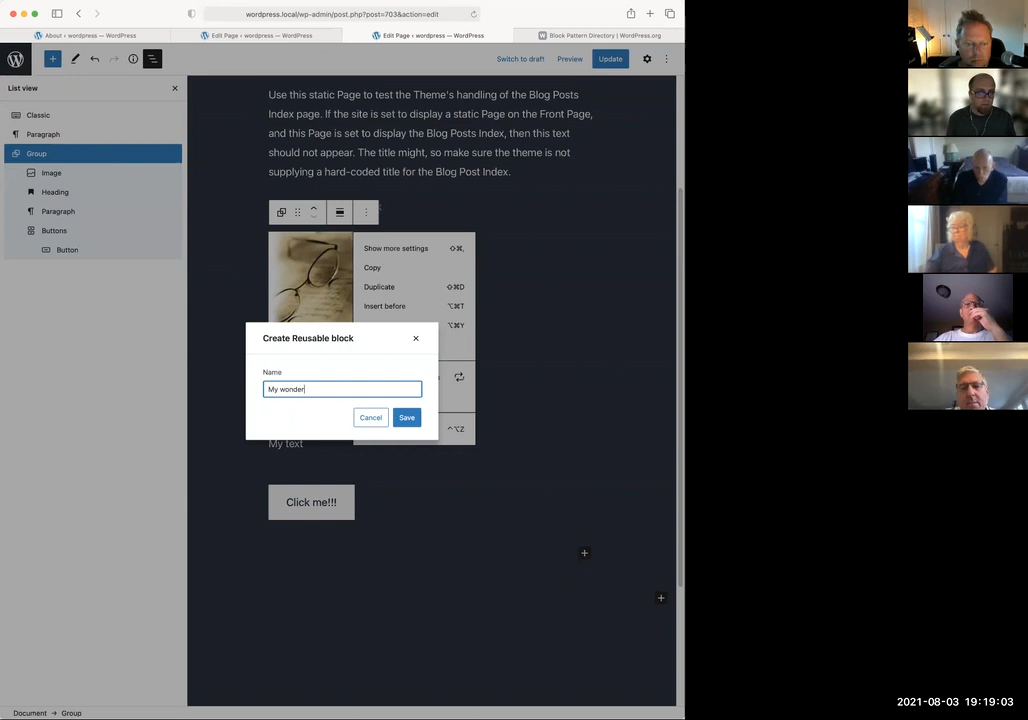 wordpress.local/wp-admin/post.php?post=703&action=edit
About ‹ wordpress — WordPress
Edit Page ‹ wordpress — WordPress
Edit Page ‹ wordpress — WordPress
Block Pattern Directory | WordPress.org
Switch to draft
Preview
Update
List view
Classic
Paragraph
Group
Image
Heading
Paragraph
Buttons
Button
Use this static Page to test the Theme's handling of the Blog Posts
Index page. If the site is set to display a static Page on the Front Page,
and this Page is set to display the Blog Posts Index, then this text
should not appear. The title might, so make sure the theme is not
supplying a hard-coded title for the Blog Post Index.
Show more settings ⇧⌘,
Copy
Duplicate ⇧⌘D
Insert before ⌥⌘T
⌥⌘Y
^⌥Z
Create Reusable block
Name
My wonder
Cancel
Save
My text
Click me!!!
Document → Group
2021-08-03 19:19:03